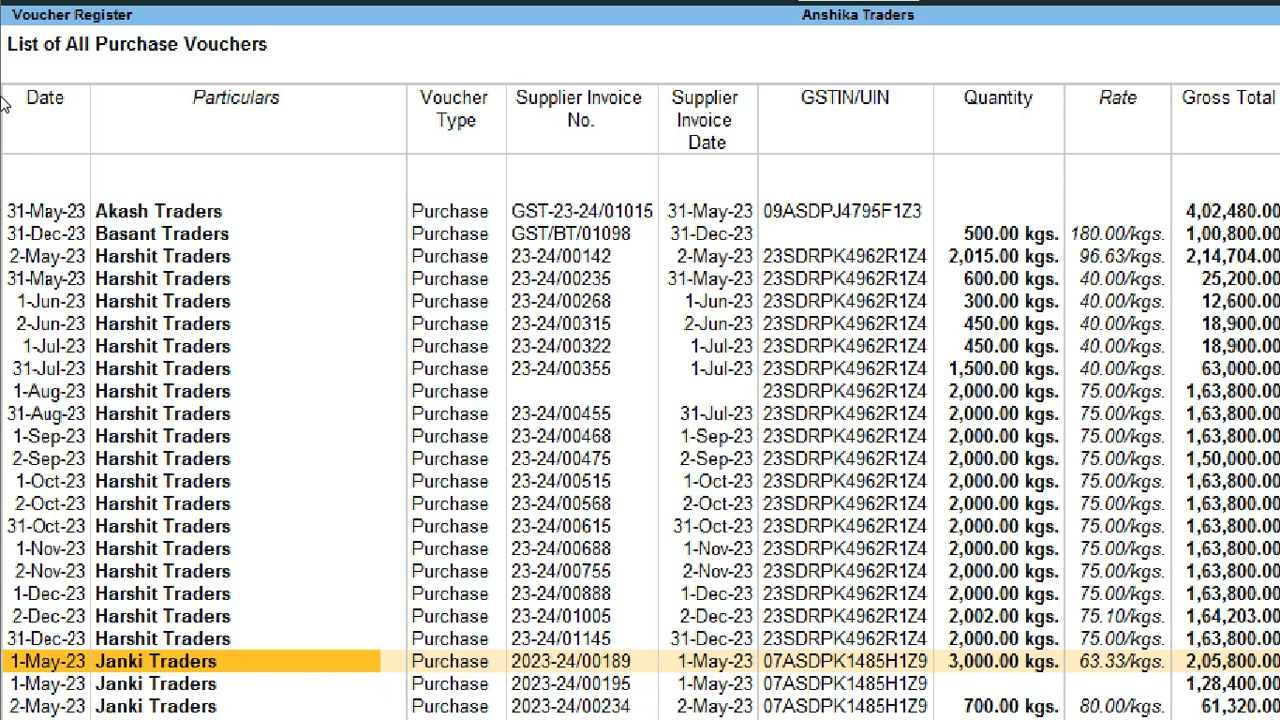 Voucher Register Anshika Traders
List of All Purchase Vouchers
Date Particulars Voucher Type Supplier Invoice No. Supplier Invoice Date GSTIN/UIN Quantity Rate Gross Total
31-May-23 Akash Traders Purchase GST-23-24/01015 31-May-23 09ASDPJ4795F1Z3 4,02,480.00
31-Dec-23 Basant Traders Purchase GST/BT/01098 31-Dec-23 500.00 kgs. 180.00/kgs. 1,00,800.00
2-May-23 Harshit Traders Purchase 23-24/00142 2-May-23 23SDRPK4962R1Z4 2,015.00 kgs. 96.63/kgs. 2,14,704.00
31-May-23 Harshit Traders Purchase 23-24/00235 31-May-23 23SDRPK4962R1Z4 600.00 kgs. 40.00/kgs. 25,200.00
1-Jun-23 Harshit Traders Purchase 23-24/00268 1-Jun-23 23SDRPK4962R1Z4 300.00 kgs. 40.00/kgs. 12,600.00
2-Jun-23 Harshit Traders Purchase 23-24/00315 2-Jun-23 23SDRPK4962R1Z4 450.00 kgs. 40.00/kgs. 18,900.00
1-Jul-23 Harshit Traders Purchase 23-24/00322 1-Jul-23 23SDRPK4962R1Z4 450.00 kgs. 40.00/kgs. 18,900.00
31-Jul-23 Harshit Traders Purchase 23-24/00355 1-Jul-23 23SDRPK4962R1Z4 1,500.00 kgs. 40.00/kgs. 63,000.00
1-Aug-23 Harshit Traders Purchase 23SDRPK4962R1Z4 2,000.00 kgs. 75.00/kgs. 1,63,800.00
31-Aug-23 Harshit Traders Purchase 23-24/00455 31-Jul-23 23SDRPK4962R1Z4 2,000.00 kgs. 75.00/kgs. 1,63,800.00
1-Sep-23 Harshit Traders Purchase 23-24/00468 1-Sep-23 23SDRPK4962R1Z4 2,000.00 kgs. 75.00/kgs. 1,63,800.00
2-Sep-23 Harshit Traders Purchase 23-24/00475 2-Sep-23 23SDRPK4962R1Z4 2,000.00 kgs. 75.00/kgs. 1,50,000.00
1-Oct-23 Harshit Traders Purchase 23-24/00515 1-Oct-23 23SDRPK4962R1Z4 2,000.00 kgs. 75.00/kgs. 1,63,800.00
2-Oct-23 Harshit Traders Purchase 23-24/00568 2-Oct-23 23SDRPK4962R1Z4 2,000.00 kgs. 75.00/kgs. 1,63,800.00
31-Oct-23 Harshit Traders Purchase 23-24/00615 31-Oct-23 23SDRPK4962R1Z4 2,000.00 kgs. 75.00/kgs. 1,63,800.00
1-Nov-23 Harshit Traders Purchase 23-24/00688 1-Nov-23 23SDRPK4962R1Z4 2,000.00 kgs. 75.00/kgs. 1,63,800.00
2-Nov-23 Harshit Traders Purchase 23-24/00755 2-Nov-23 23SDRPK4962R1Z4 2,000.00 kgs. 75.00/kgs. 1,63,800.00
1-Dec-23 Harshit Traders Purchase 23-24/00888 1-Dec-23 23SDRPK4962R1Z4 2,000.00 kgs. 75.00/kgs. 1,63,800.00
2-Dec-23 Harshit Traders Purchase 23-24/01005 2-Dec-23 23SDRPK4962R1Z4 2,002.00 kgs. 75.10/kgs. 1,64,203.00
31-Dec-23 Harshit Traders Purchase 23-24/01145 31-Dec-23 23SDRPK4962R1Z4 2,000.00 kgs. 75.00/kgs. 1,63,800.00
1-May-23 Janki Traders Purchase 2023-24/00189 1-May-23 07ASDPK1485H1Z9 3,000.00 kgs. 63.33/kgs. 2,05,800.00
1-May-23 Janki Traders Purchase 2023-24/00195 1-May-23 07ASDPK1485H1Z9 1,28,400.00
2-May-23 Janki Traders Purchase 2023-24/00234 2-May-23 07ASDPK1485H1Z9 700.00 kgs. 80.00/kgs. 61,320.00